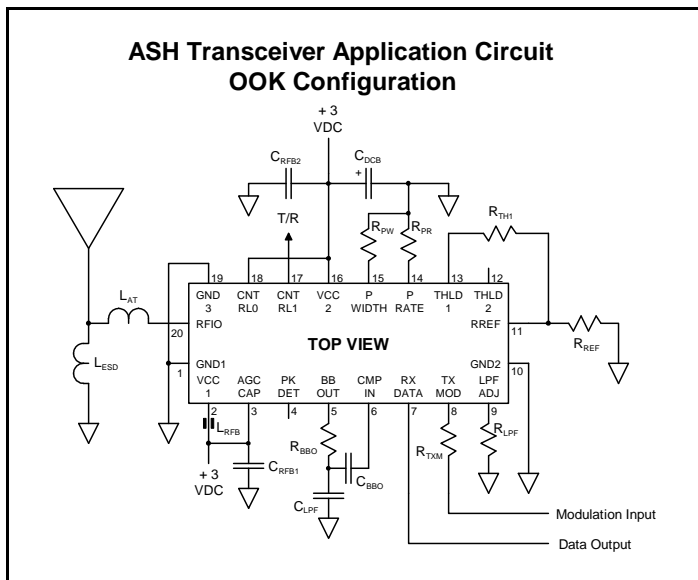 ASH Transceiver Application Circuit
OOK Configuration
+ 3
VDC
CRFB2
CDCB
+
T/R
RPW
RPR
RTH1
19
18
17
16
15
14
13
12
GND
3
CNT
RL0
CNT
RL1
VCC
2
P
WIDTH
P
RATE
THLD
1
THLD
2
LAT
20
RFIO
RREF
11
RREF
TOP VIEW
LESD
1
GND1
GND2
10
VCC
1
AGC
CAP
PK
DET
BB
OUT
CMP
IN
RX
DATA
TX
MOD
LPF
ADJ
2
3
4
5
6
7
8
9
LRFB
+ 3
VDC
CRFB1
RBBO
CBBO
CLPF
RTXM
RLPF
Modulation Input
Data Output